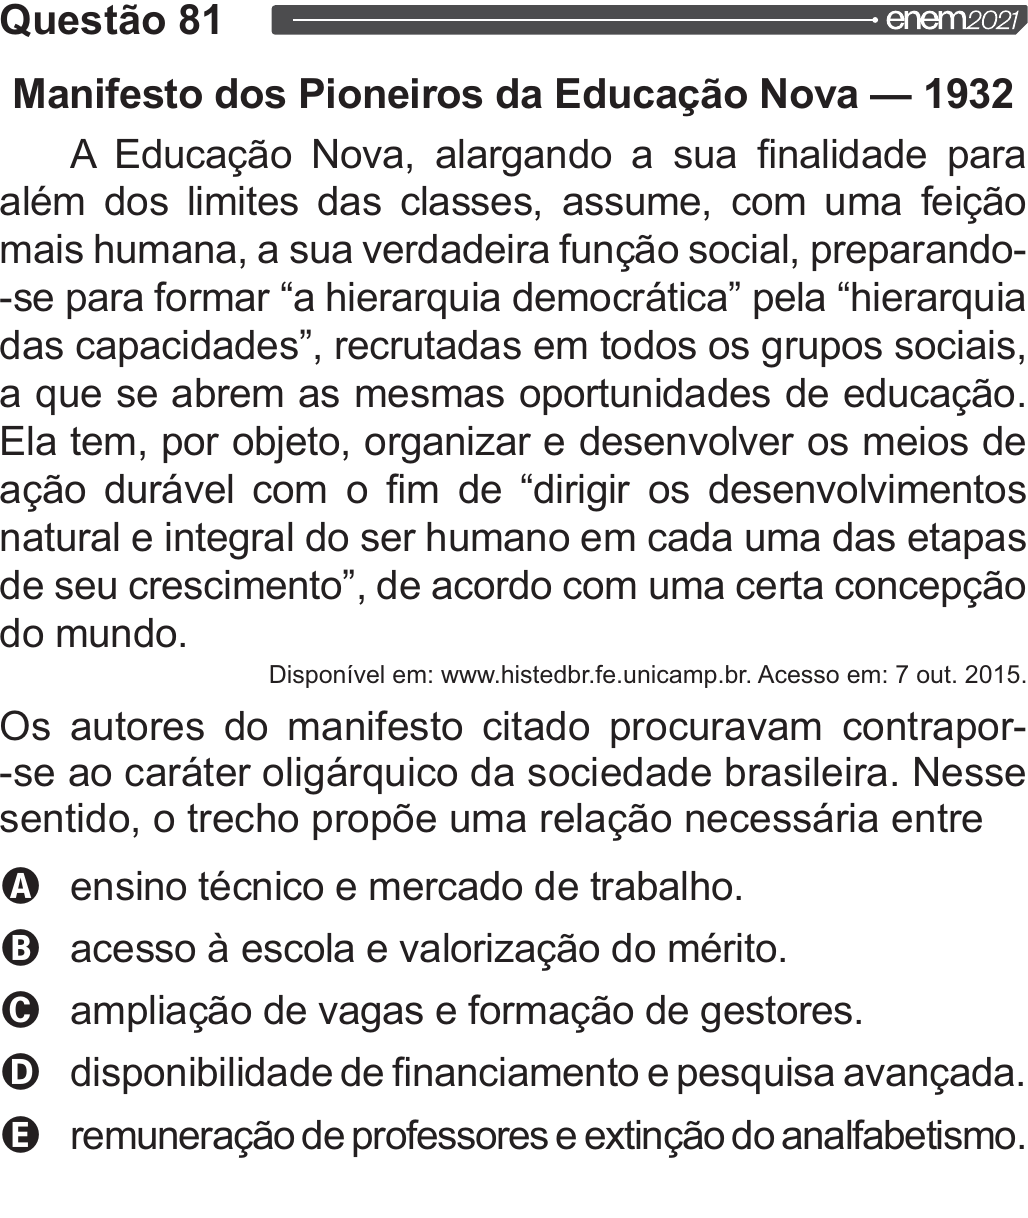 Questão 81
enem2021
Manifesto dos Pioneiros da Educação Nova — 1932
A Educação Nova, alargando a sua finalidade para
além dos limites das classes, assume, com uma feição
mais humana, a sua verdadeira função social, preparando-
-se para formar “a hierarquia democrática” pela “hierarquia
das capacidades”, recrutadas em todos os grupos sociais,
a que se abrem as mesmas oportunidades de educação.
Ela tem, por objeto, organizar e desenvolver os meios de
ação durável com o fim de “dirigir os desenvolvimentos
natural e integral do ser humano em cada uma das etapas
de seu crescimento”, de acordo com uma certa concepção
do mundo.
Disponível em: www.histedbr.fe.unicamp.br. Acesso em: 7 out. 2015.
Os autores do manifesto citado procuravam contrapor-
-se ao caráter oligárquico da sociedade brasileira. Nesse
sentido, o trecho propõe uma relação necessária entre
A ensino técnico e mercado de trabalho.
B acesso à escola e valorização do mérito.
C ampliação de vagas e formação de gestores.
D disponibilidade de financiamento e pesquisa avançada.
E remuneração de professores e extinção do analfabetismo.